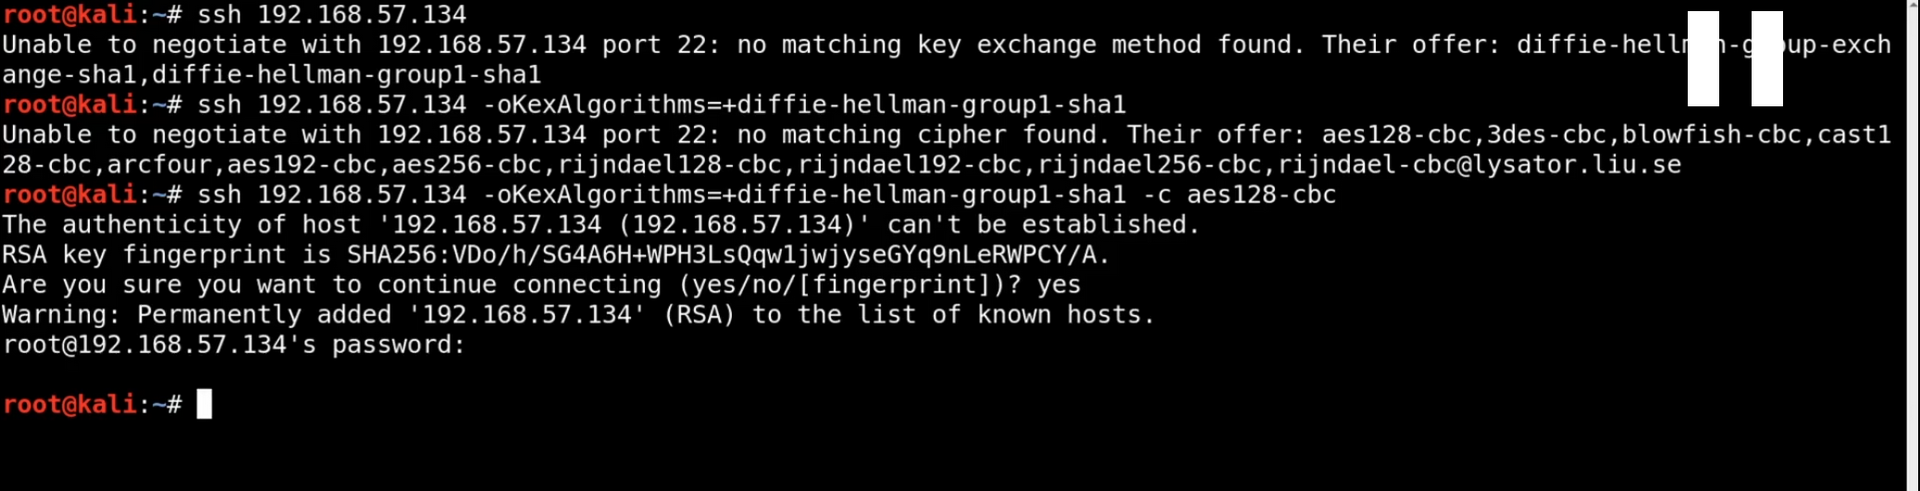 root@kali:~# ssh 192.168.57.134
Unable to negotiate with 192.168.57.134 port 22: no matching key exchange method found. Their offer: diffie-hellman-group-exch
ange-sha1,diffie-hellman-group1-sha1
root@kali:~# ssh 192.168.57.134 -oKexAlgorithms=+diffie-hellman-group1-sha1
Unable to negotiate with 192.168.57.134 port 22: no matching cipher found. Their offer: aes128-cbc,3des-cbc,blowfish-cbc,cast1
28-cbc,arcfour,aes192-cbc,aes256-cbc,rijndael128-cbc,rijndael192-cbc,rijndael256-cbc,rijndael-cbc@lysator.liu.se
root@kali:~# ssh 192.168.57.134 -oKexAlgorithms=+diffie-hellman-group1-sha1 -c aes128-cbc
The authenticity of host '192.168.57.134 (192.168.57.134)' can't be established.
RSA key fingerprint is SHA256:VDo/h/SG4A6H+WPH3LsQqw1jwjyseGYq9nLeRWPCY/A.
Are you sure you want to continue connecting (yes/no/[fingerprint])? yes
Warning: Permanently added '192.168.57.134' (RSA) to the list of known hosts.
root@192.168.57.134's password:
root@kali:~#